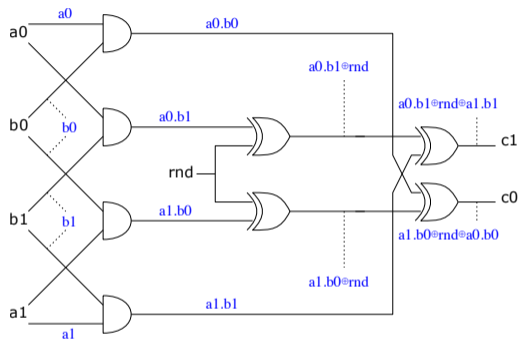 a0
a0
a0.b0
a0.b1⊕rnd
a0.b1⊕rnd⊕a1.b1
b0
b0
a0.b1
c1
rnd
b1
b1
a1.b0
c0
a1.b0⊕rnd⊕a0.b0
a1.b0⊕rnd
a1
a1
a1.b1